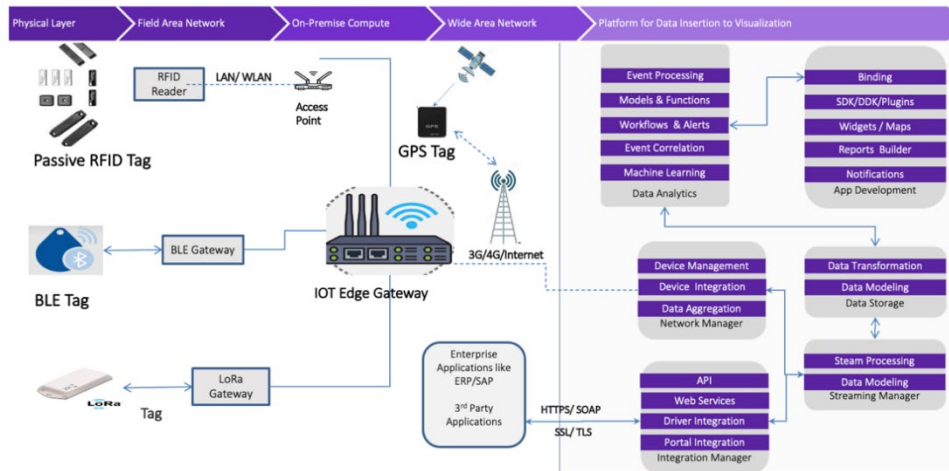 Physical Layer
Field Area Network
On-Premise Compute
Wide Area Network
Platform for Data Insertion to Visualization
RFID
Reader
LAN/ WLAN
Access
Point
Passive RFID Tag
GPS
GPS Tag
3G/4G/Internet
BLE Gateway
BLE Tag
IOT Edge Gateway
LoRa
Gateway
LoRa
Tag
Enterprise
Applications like
ERP/SAP
3rd Party
Applications
HTTPS/ SOAP
SSL/ TLS
Event Processing
Models & Functions
Workflows & Alerts
Event Correlation
Machine Learning
Data Analytics
Binding
SDK/DDK/Plugins
Widgets / Maps
Reports Builder
Notifications
App Development
Device Management
Device Integration
Data Aggregation
Network Manager
Data Transformation
Data Modeling
Data Storage
Steam Processing
Data Modeling
Streaming Manager
API
Web Services
Driver Integration
Portal Integration
Integration Manager